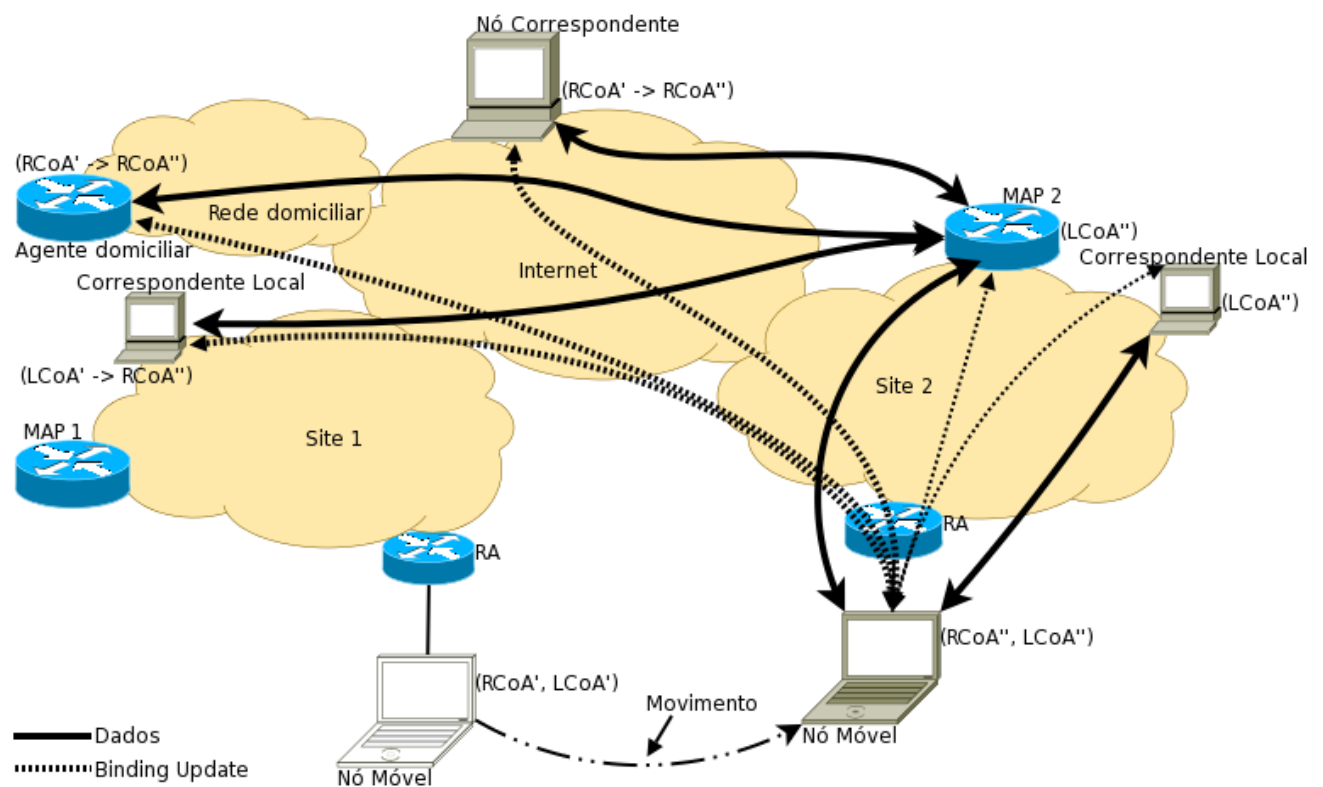 Nó Correspondente
(RCoA' -> RCoA'')
(RCoA' -> RCoA'')
MAP 2
Rede domiciliar
(LCoA'')
Agente domiciliar
Correspondente Local
Internet
Correspondente Local
(LCoA'')
(LCoA' -> RCoA'')
Site 2
MAP 1
Site 1
RA
RA
(RCoA'', LCoA'')
(RCoA', LCoA')
Movimento
Dados
Nó Móvel
Binding Update
Nó Móvel